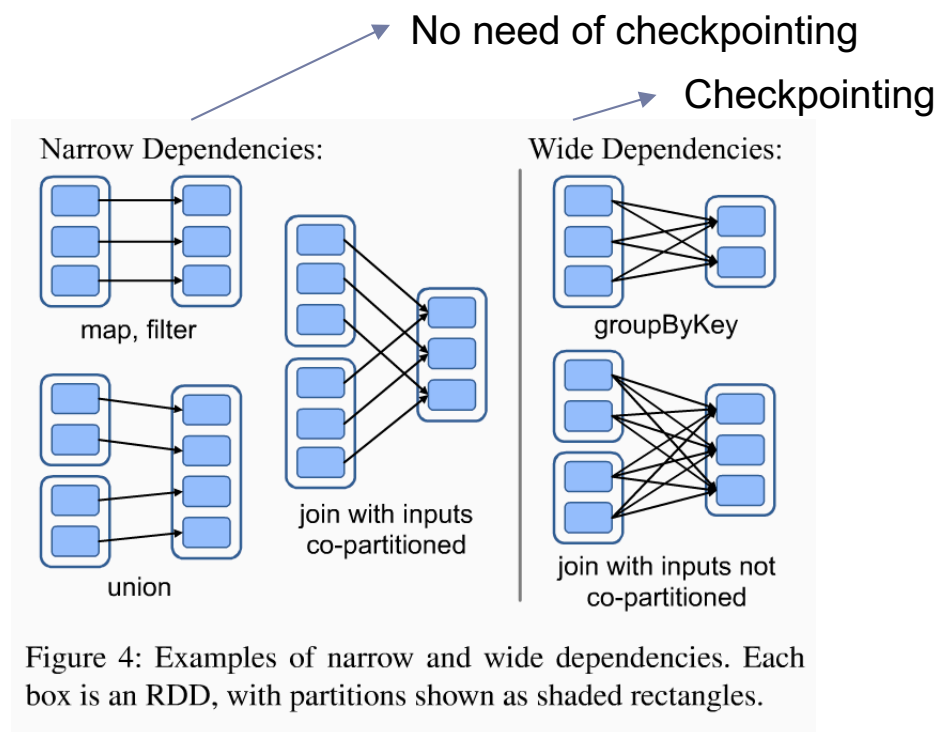 No need of checkpointing
Checkpointing
Narrow Dependencies:
Wide Dependencies:
map, filter
groupByKey
join with inputs
co-partitioned
union
join with inputs not
co-partitioned
Figure 4: Examples of narrow and wide dependencies. Each
box is an RDD, with partitions shown as shaded rectangles.